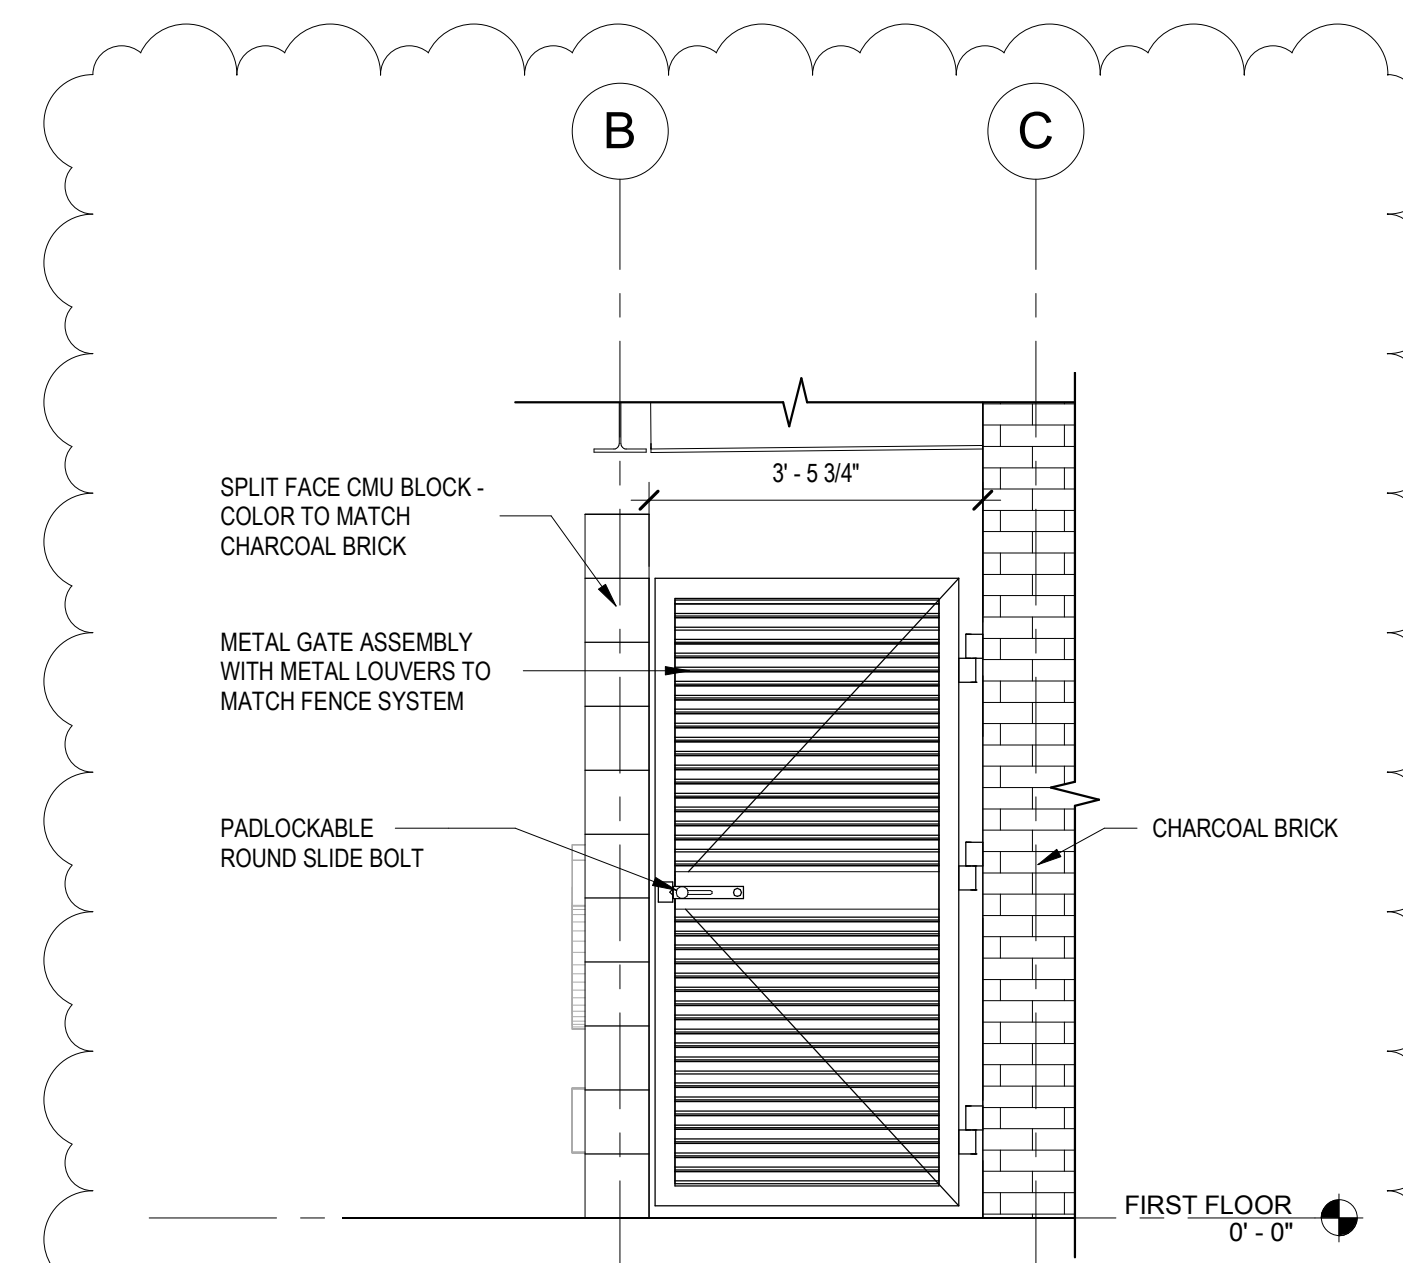 B
C
3' - 5 3/4"
SPLIT FACE CMU BLOCK -
COLOR TO MATCH
CHARCOAL BRICK
METAL GATE ASSEMBLY
WITH METAL LOUVERS TO
MATCH FENCE SYSTEM
PADLOCKABLE
ROUND SLIDE BOLT
CHARCOAL BRICK
FIRST FLOOR
0' - 0"